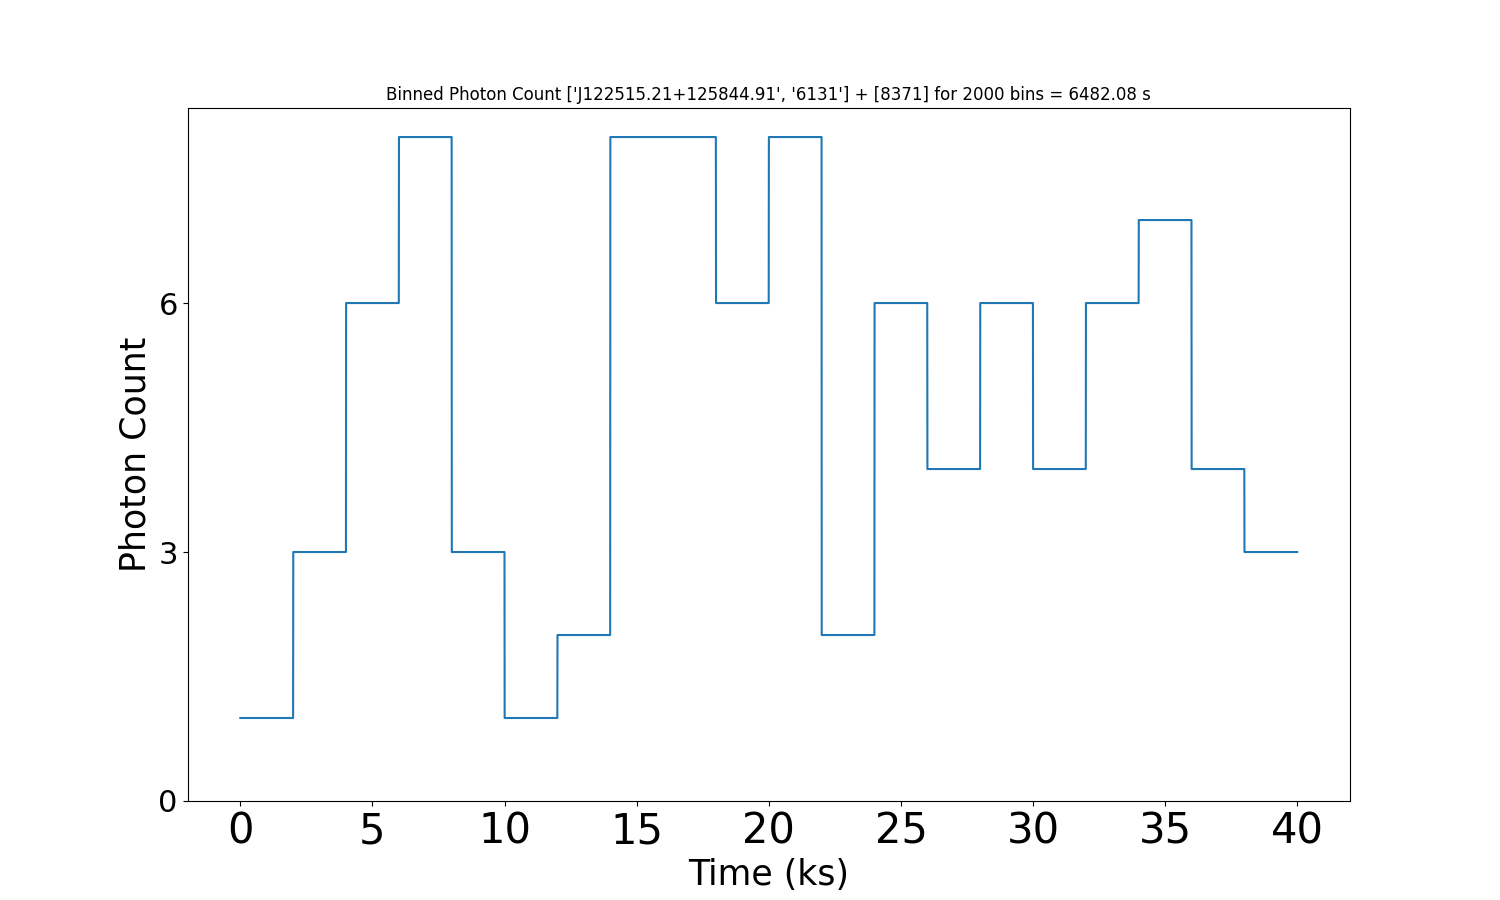 Binned Photon Count ['J122515.21+125844.91', '6131'] + [8371] for 2000 bins = 6482.08 s
6
3
0
Photon Count
0 5 10 15 20 25 30 35 40
Time (ks)